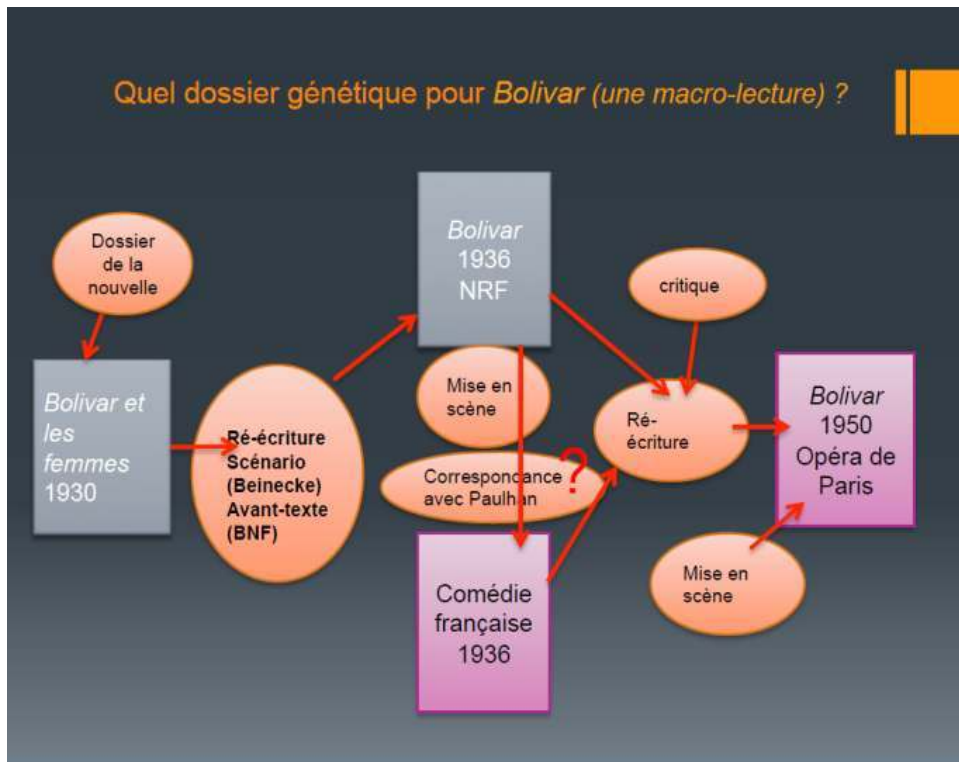 Quel dossier génétique pour Bolivar (une macro-lecture) ?
Dossier
de la
nouvelle
Bolivar et
les
femmes
1930
Ré-écriture
Scénario
(Beinecke)
Avant-texte
(BNF)
Bolivar
1936
NRF
Mise en
scène
Correspondance
avec Paulhan
?
Comédie
française
1936
critique
Ré-
écriture
Bolivar
1950
Opéra de
Paris
Mise en
scène